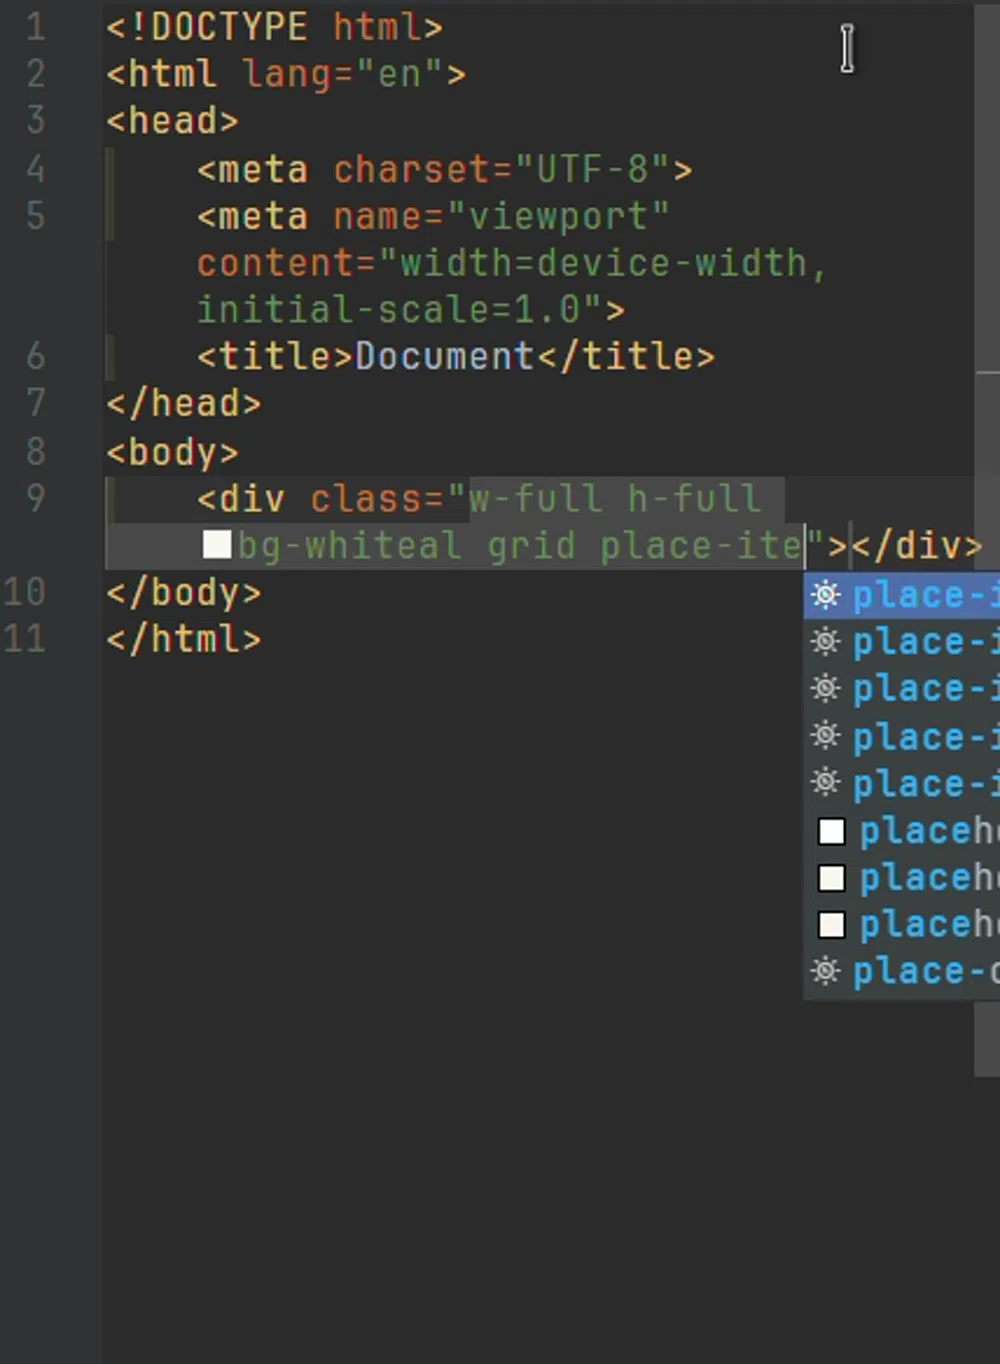 1 <!DOCTYPE html>
2 <html lang="en">
3 <head>
4 <meta charset="UTF-8">
5 <meta name="viewport"
content="width=device-width,
initial-scale=1.0">
6 <title>Document</title>
7 </head>
8 <body>
9 <div class="w-full h-full
bg-whiteal grid place-ite"></div>
10 </body>
11 </html>
place-i
place-i
place-i
place-i
place-i
placeh
placeh
placeh
place-